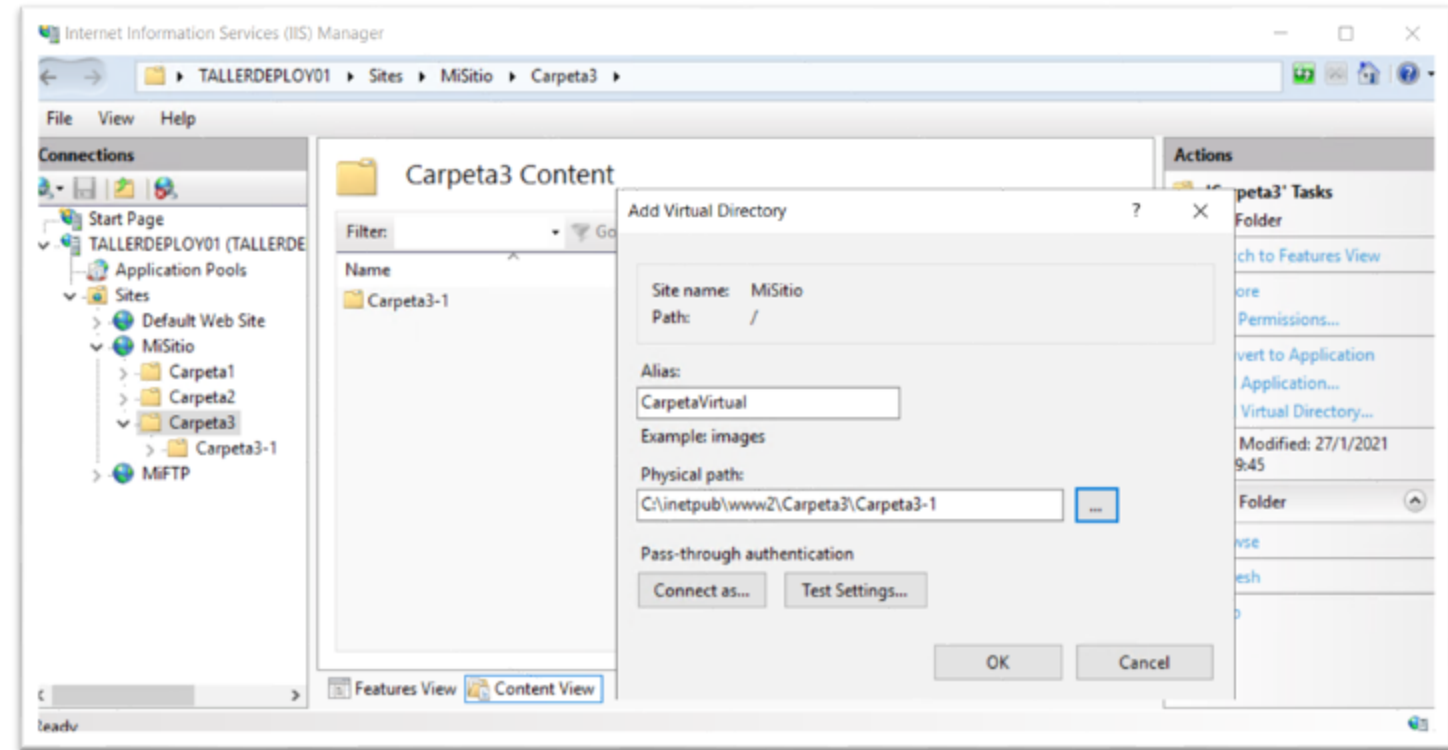 Internet Information Services (IIS) Manager
TALLERDEPLOY01 ▸ Sites ▸ MiSitio ▸ Carpeta3 ▸
File View Help
Connections
Start Page
TALLERDEPLOY01 (TALLERDE
Application Pools
Sites
Default Web Site
MiSitio
Carpeta1
Carpeta2
Carpeta3
Carpeta3-1
MiFTP
Carpeta3 Content
Filter:
Go
Name
Carpeta3-1
Features View
Content View
Add Virtual Directory
Site name: MiSitio
Path: /
Alias:
CarpetaVirtual
Example: images
Physical path:
C:\inetpub\www2\Carpeta3\Carpeta3-1
...
Pass-through authentication
Connect as... Test Settings...
OK Cancel
Actions
peta3' Tasks
Folder
ch to Features View
ore
Permissions...
vert to Application
Application...
Virtual Directory...
Modified: 27/1/2021
9:45
Folder
wse
esh
Ready